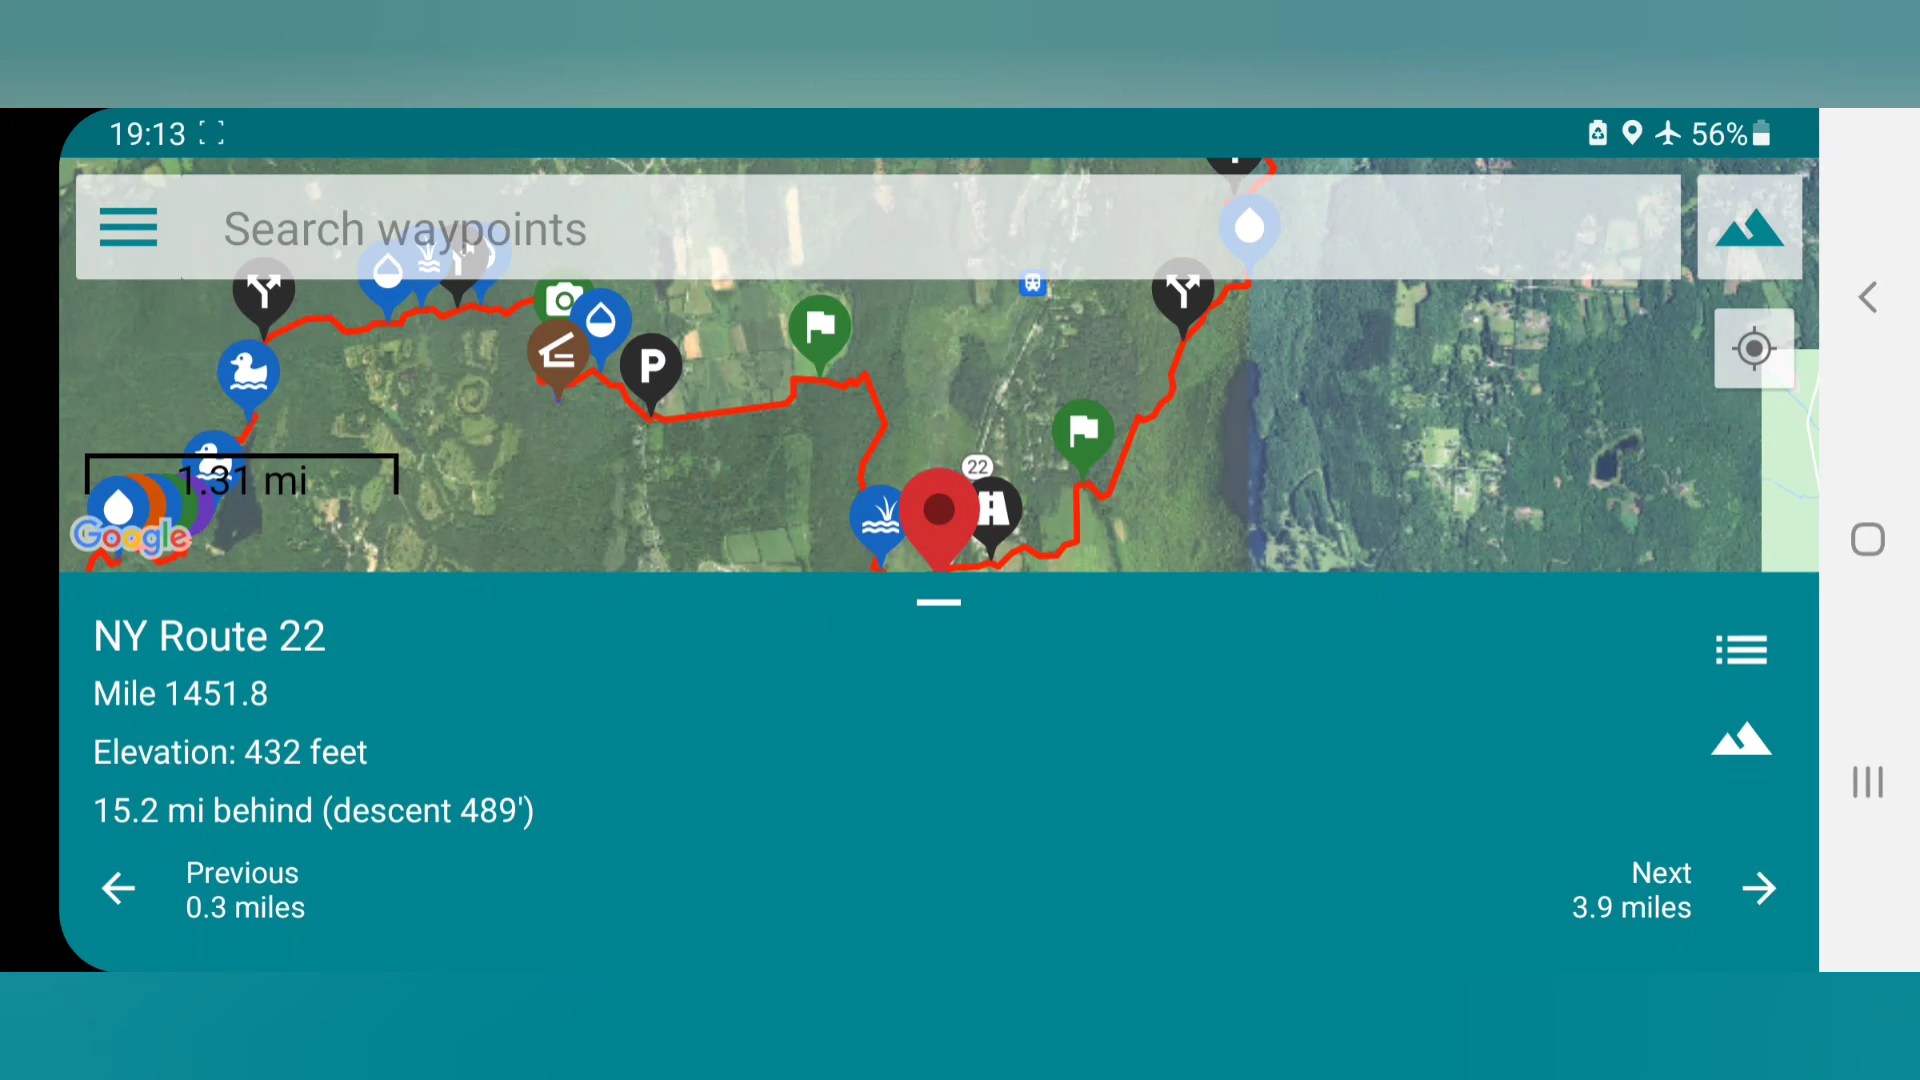 19:13
56%
Search waypoints
22
P
1.31 mi
Google
NY Route 22
Mile 1451.8
Elevation: 432 feet
15.2 mi behind (descent 489')
Previous
0.3 miles
Next
3.9 miles